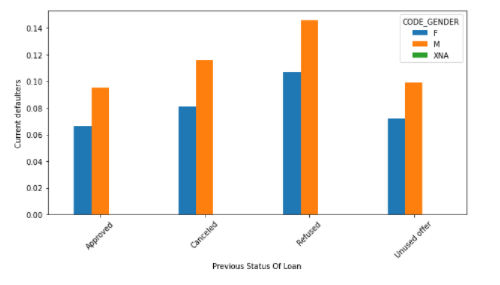 CODE_GENDER
F
M
XNA
0.14
0.12
0.10
0.08
0.06
0.04
0.02
0.00
Current defaulters
Approved
Canceled
Refused
Unused offer
Previous Status Of Loan